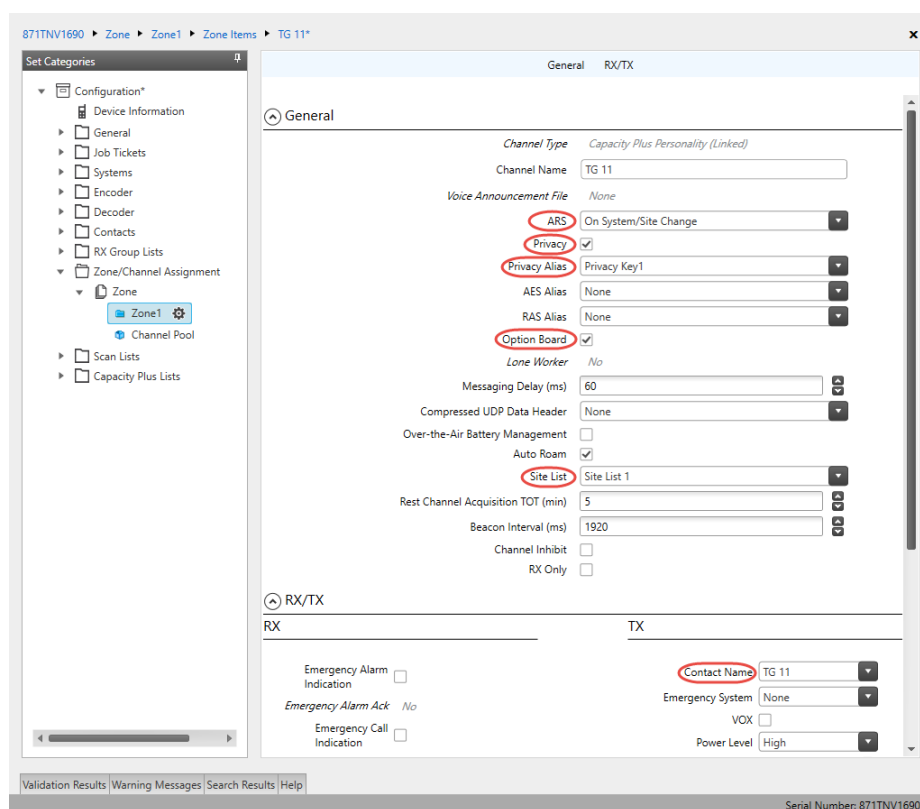 871TNV1690 Zone Zone1 Zone Items TG 11*
Set Categories
Configuration*
Device Information
General
Job Tickets
Systems
Encoder
Decoder
Contacts
RX Group Lists
Zone/Channel Assignment
Zone
Zone1
Channel Pool
Scan Lists
Capacity Plus Lists
General RX/TX
General
Channel Type Capacity Plus Personality (Linked)
Channel Name TG 11
Voice Announcement File None
ARS On System/Site Change
Privacy
Privacy Alias Privacy Key1
AES Alias None
RAS Alias None
Option Board
Lone Worker No
Messaging Delay (ms) 60
Compressed UDP Data Header None
Over-the-Air Battery Management
Auto Roam
Site List Site List 1
Rest Channel Acquisition TOT (min) 5
Beacon Interval (ms) 1920
Channel Inhibit
RX Only
RX/TX
RX
Emergency Alarm
Indication
Emergency Alarm Ack No
Emergency Call
Indication
TX
Contact Name TG 11
Emergency System None
VOX
Power Level High
Validation Results Warning Messages Search Results Help
Serial Number: 871TNV1690